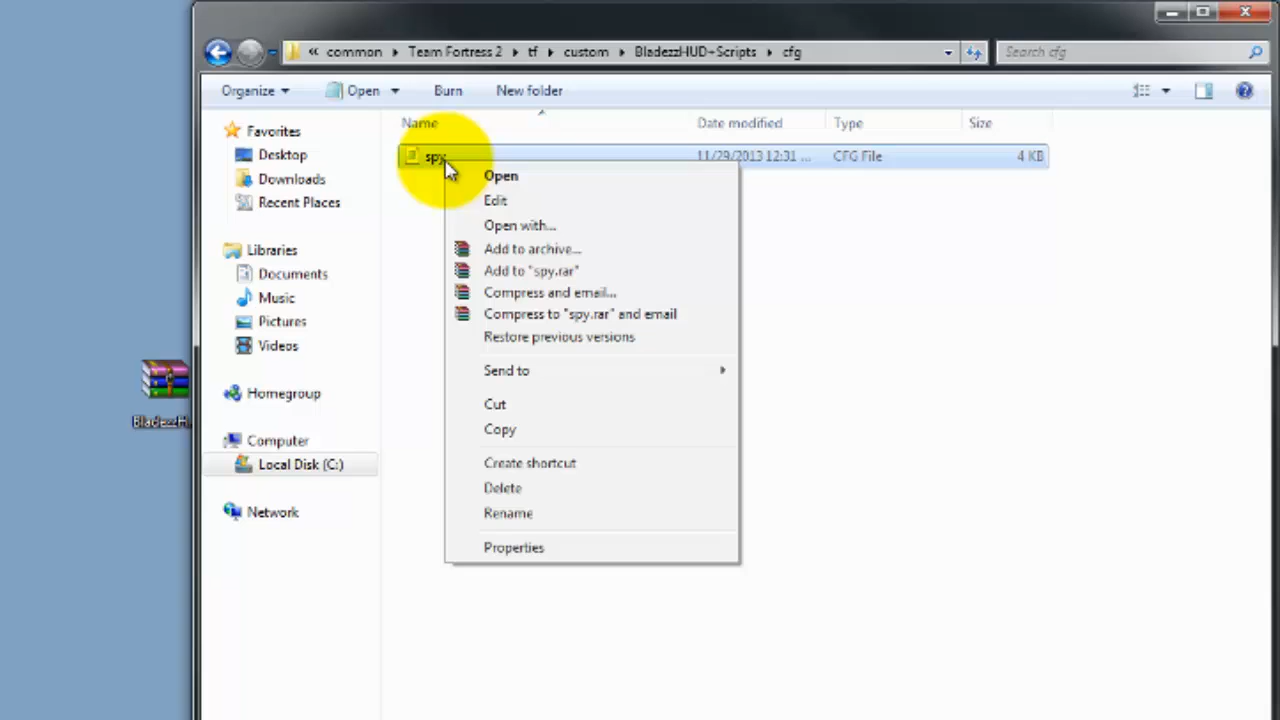 « common ▸ Team Fortress 2 ▸ tf ▸ custom ▸ BladezzHUD+Scripts ▸ cfg
Search cfg
Organize ▾ Open ▾ Burn New folder
Name Date modified Type Size
spy 11/29/2013 12:31 ... CFG File 4 KB
Favorites
Desktop
Downloads
Recent Places
Libraries
Documents
Music
Pictures
Videos
Homegroup
Computer
Local Disk (C:)
Network
Open
Edit
Open with...
Add to archive...
Add to "spy.rar"
Compress and email...
Compress to "spy.rar" and email
Restore previous versions
Send to
Cut
Copy
Create shortcut
Delete
Rename
Properties
BladezzH